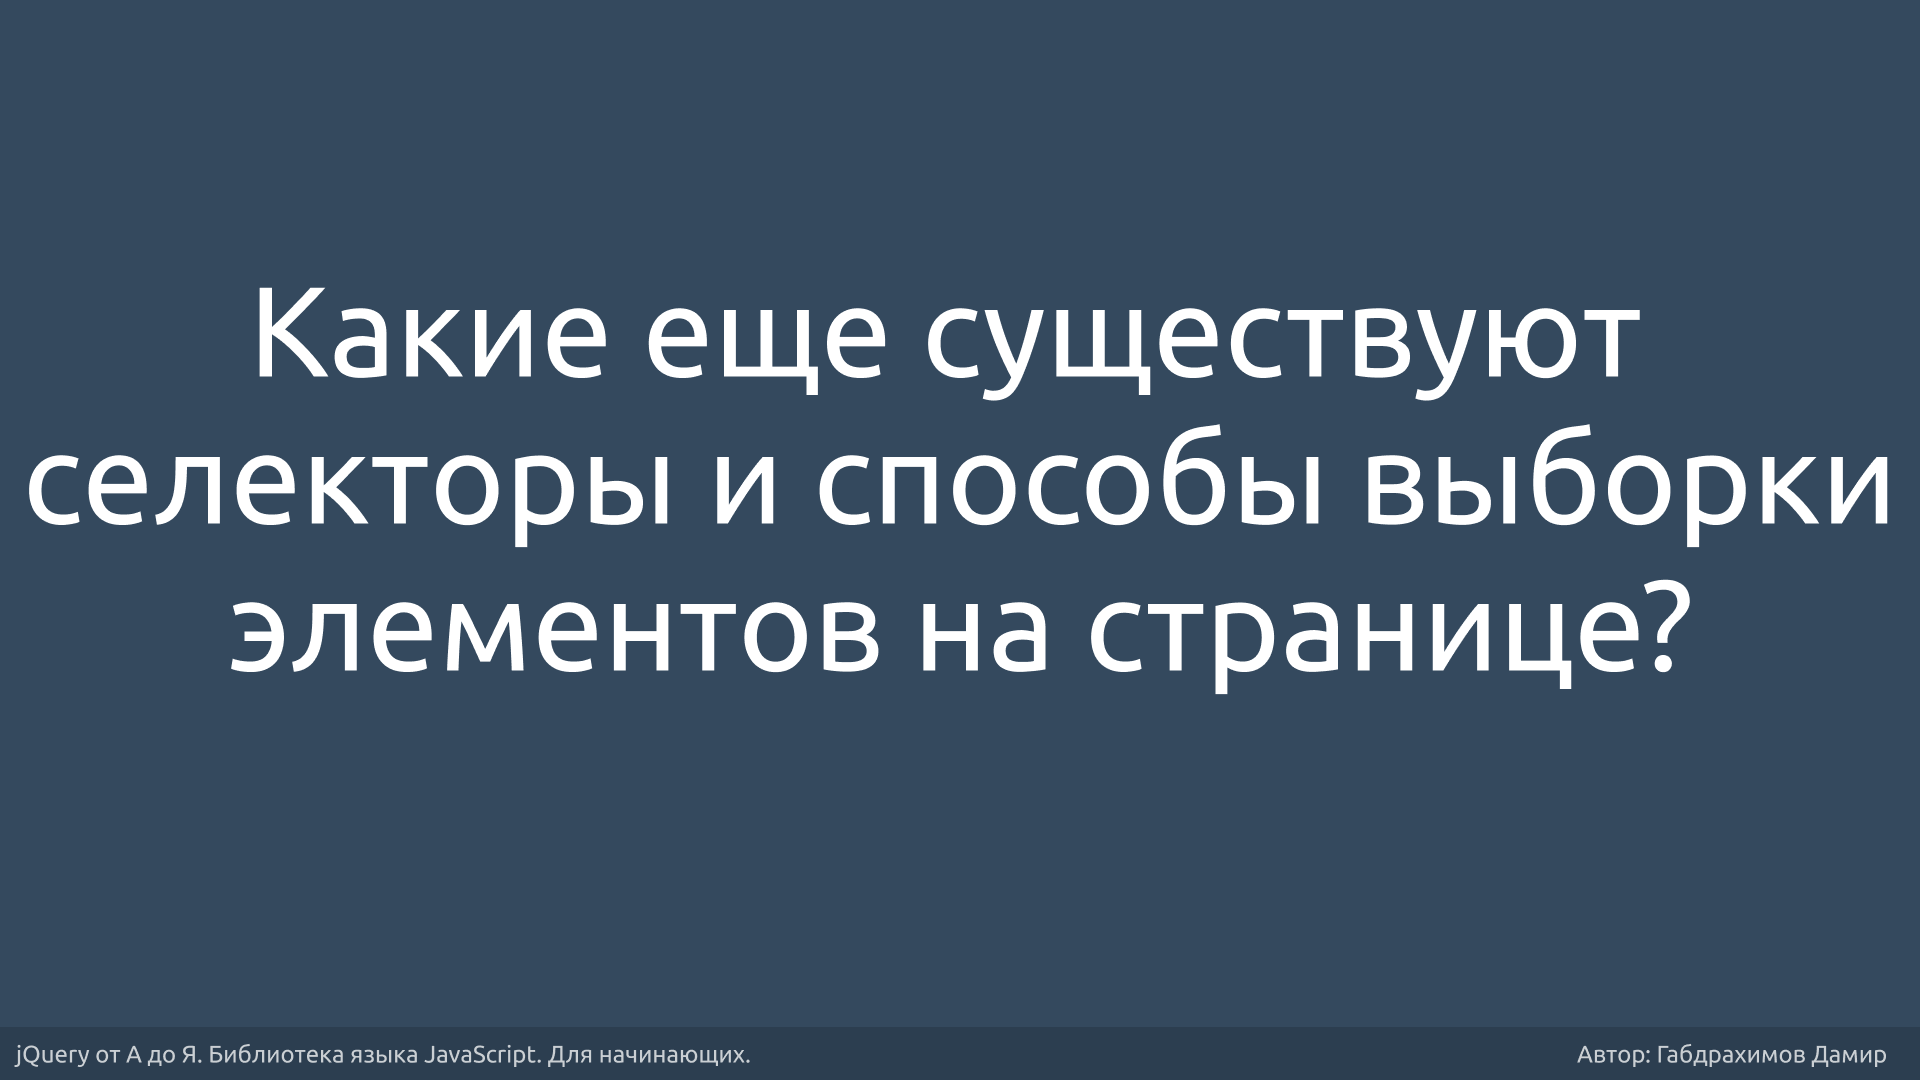 Какие еще существуют
селекторы и способы выборки
элементов на странице?
jQuery от А до Я. Библиотека языка JavaScript. Для начинающих.
Автор: Габдрахимов Дамир